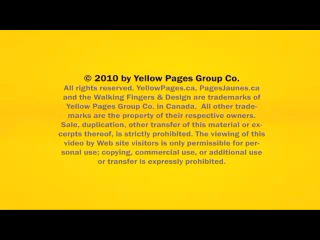 © 2010 by Yellow Pages Group Co.
All rights reserved. YellowPages.ca, PagesJaunes.ca
and the Walking Fingers & Design are trademarks of
Yellow Pages Group Co. in Canada. All other trade-
marks are the property of their respective owners.
Sale, duplication, other transfer of this material or ex-
cerpts thereof, is strictly prohibited. The viewing of this
video by Web site visitors is only permissible for per-
sonal use; copying, commercial use, or additional use
or transfer is expressly prohibited.